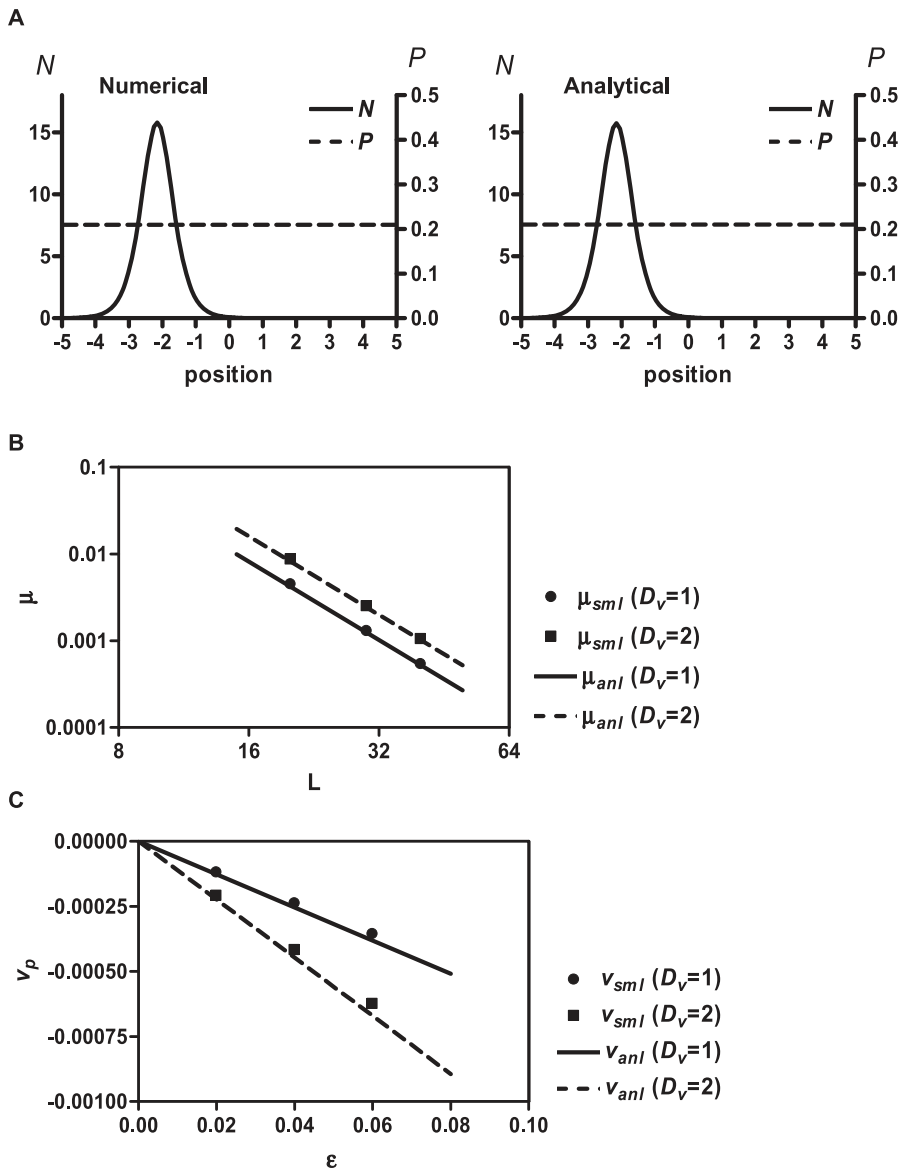 A
N
Numerical
P
N
P
15
10
5
0
0.5
0.4
0.3
0.2
0.1
0.0
-5 -4 -3 -2 -1 0 1 2 3 4 5
position
N
Analytical
P
N
P
15
10
5
0
0.5
0.4
0.3
0.2
0.1
0.0
-5 -4 -3 -2 -1 0 1 2 3 4 5
position
B
0.1
0.01
0.001
0.0001
μ
8 16 32 64
L
μsml (Dv=1)
μsml (Dv=2)
μanl (Dv=1)
μanl (Dv=2)
C
0.00000
-0.00025
-0.00050
-0.00075
-0.00100
vp
0.00 0.02 0.04 0.06 0.08 0.10
ε
vsml (Dv=1)
vsml (Dv=2)
vanl (Dv=1)
vanl (Dv=2)